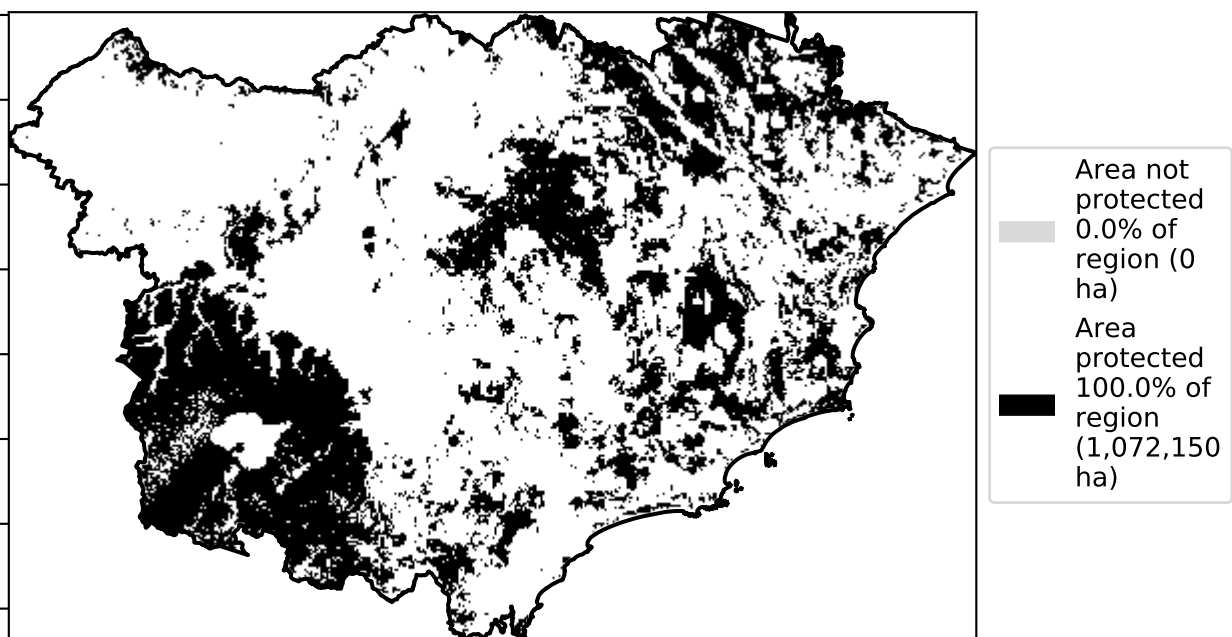 Area not
protected
0.0% of
region (0
ha)
Area
protected
100.0% of
region
(1,072,150
ha)